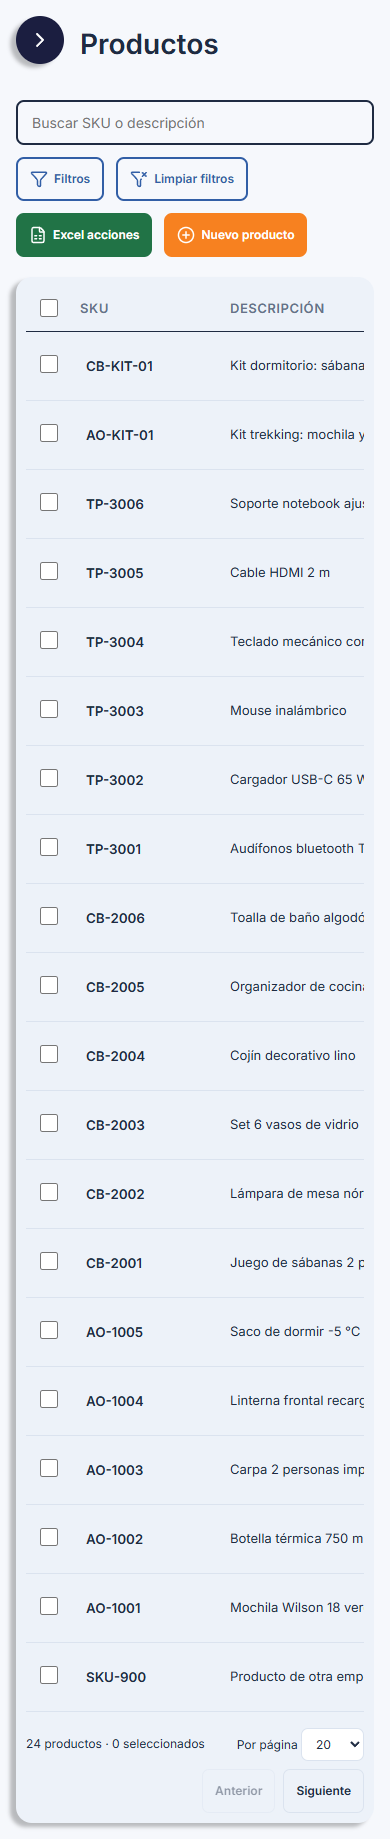 Productos
Buscar SKU o descripción
Filtros
Limpiar filtros
Excel acciones
Nuevo producto
SKU DESCRIPCIÓN
CB-KIT-01 Kit dormitorio: sábana
AO-KIT-01 Kit trekking: mochila y
TP-3006 Soporte notebook ajus
TP-3005 Cable HDMI 2 m
TP-3004 Teclado mecánico con
TP-3003 Mouse inalámbrico
TP-3002 Cargador USB-C 65 W
TP-3001 Audífonos bluetooth T
CB-2006 Toalla de baño algodó
CB-2005 Organizador de cocina
CB-2004 Cojín decorativo lino
CB-2003 Set 6 vasos de vidrio
CB-2002 Lámpara de mesa nór
CB-2001 Juego de sábanas 2 p
AO-1005 Saco de dormir -5 °C
AO-1004 Linterna frontal recarg
AO-1003 Carpa 2 personas imp
AO-1002 Botella térmica 750 m
AO-1001 Mochila Wilson 18 ver
SKU-900 Producto de otra emp
24 productos · 0 seleccionados Por página 20
Anterior Siguiente